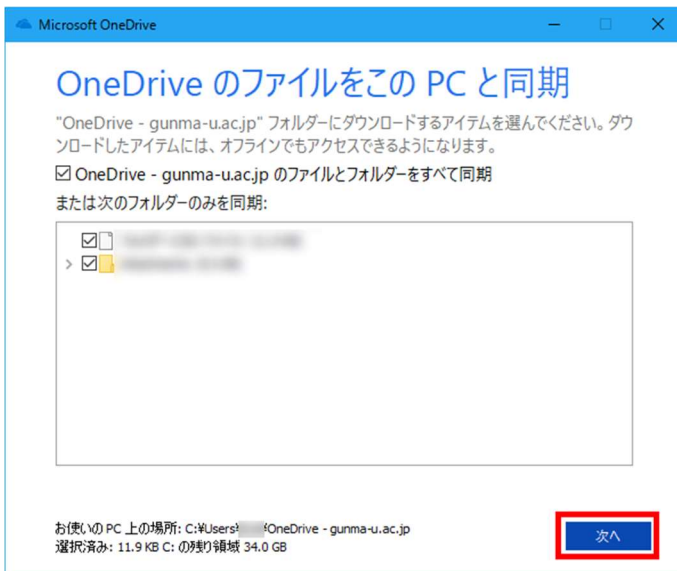 Microsoft OneDrive
OneDrive のファイルをこの PC と同期
"OneDrive - gunma-u.ac.jp" フォルダーにダウンロードするアイテムを選んでください。ダウ
ンロードしたアイテムには、オフラインでもアクセスできるようになります。
OneDrive - gunma-u.ac.jp のファイルとフォルダーをすべて同期
または次のフォルダーのみを同期:
お使いの PC 上の場所: C:¥Users¥ ¥OneDrive - gunma-u.ac.jp
選択済み: 11.9 KB C: の残り領域 34.0 GB
次へ